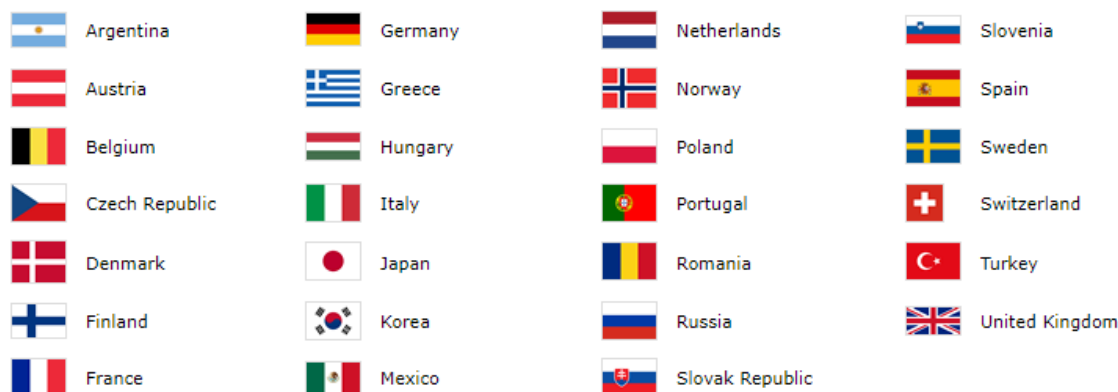 Argentina
Austria
Belgium
Czech Republic
Denmark
Finland
France
Germany
Greece
Hungary
Italy
Japan
Korea
Mexico
Netherlands
Norway
Poland
Portugal
Romania
Russia
Slovak Republic
Slovenia
Spain
Sweden
Switzerland
Turkey
United Kingdom